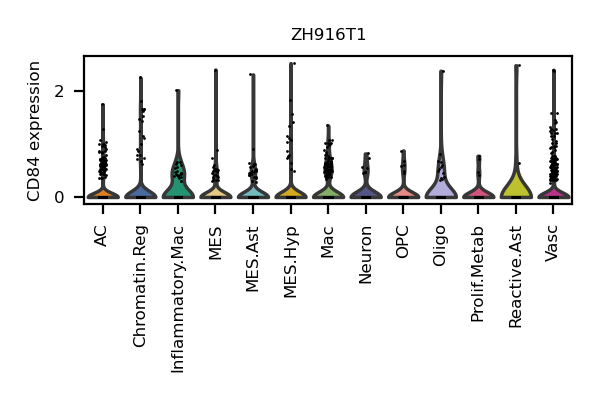 ZH916T1
CD84 expression
2
0
AC
Chromatin.Reg
Inflammatory.Mac
MES
MES.Ast
MES.Hyp
Mac
Neuron
OPC
Oligo
Prolif.Metab
Reactive.Ast
Vasc